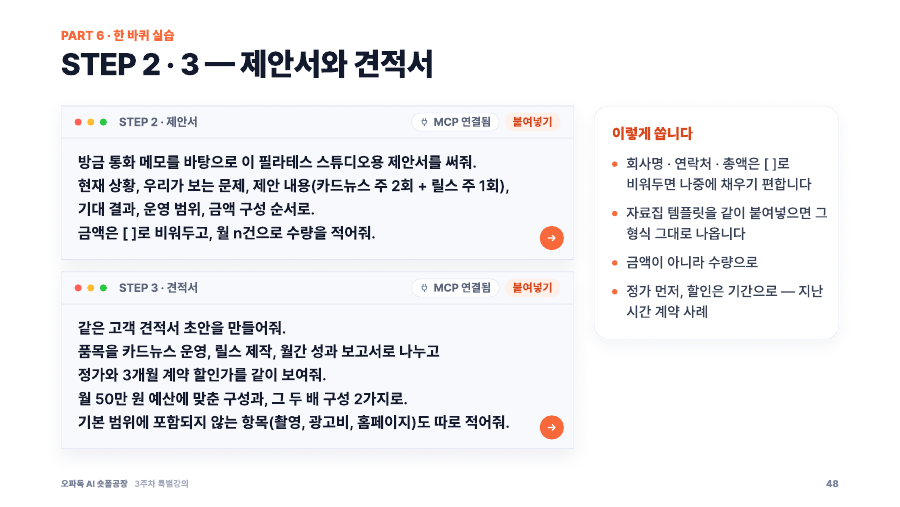 PART 6 · 한 바퀴 실습
STEP 2 · 3 — 제안서와 견적서
STEP 2 · 제안서
MCP 연결됨
붙여넣기
방금 통화 메모를 바탕으로 이 필라테스 스튜디오용 제안서를 써줘.
현재 상황, 우리가 보는 문제, 제안 내용(카드뉴스 주 2회 + 릴스 주 1회),
기대 결과, 운영 범위, 금액 구성 순서로.
금액은 [ ]로 비워두고, 월 n건으로 수량을 적어줘.
STEP 3 · 견적서
MCP 연결됨
붙여넣기
같은 고객 견적서 초안을 만들어줘.
품목을 카드뉴스 운영, 릴스 제작, 월간 성과 보고서로 나누고
정가와 3개월 계약 할인가를 같이 보여줘.
월 50만 원 예산에 맞춘 구성과, 그 두 배 구성 2가지로.
기본 범위에 포함되지 않는 항목(촬영, 광고비, 홈페이지)도 따로 적어줘.
이렇게 씁니다
회사명 · 연락처 · 총액은 [ ]로
비워두면 나중에 채우기 편합니다
자료집 템플릿을 같이 붙여넣으면 그
형식 그대로 나옵니다
금액이 아니라 수량으로
정가 먼저, 할인은 기간으로 — 지난
시간 계약 사례
오파독 AI 숏폼공장 3주차 특별강의
48